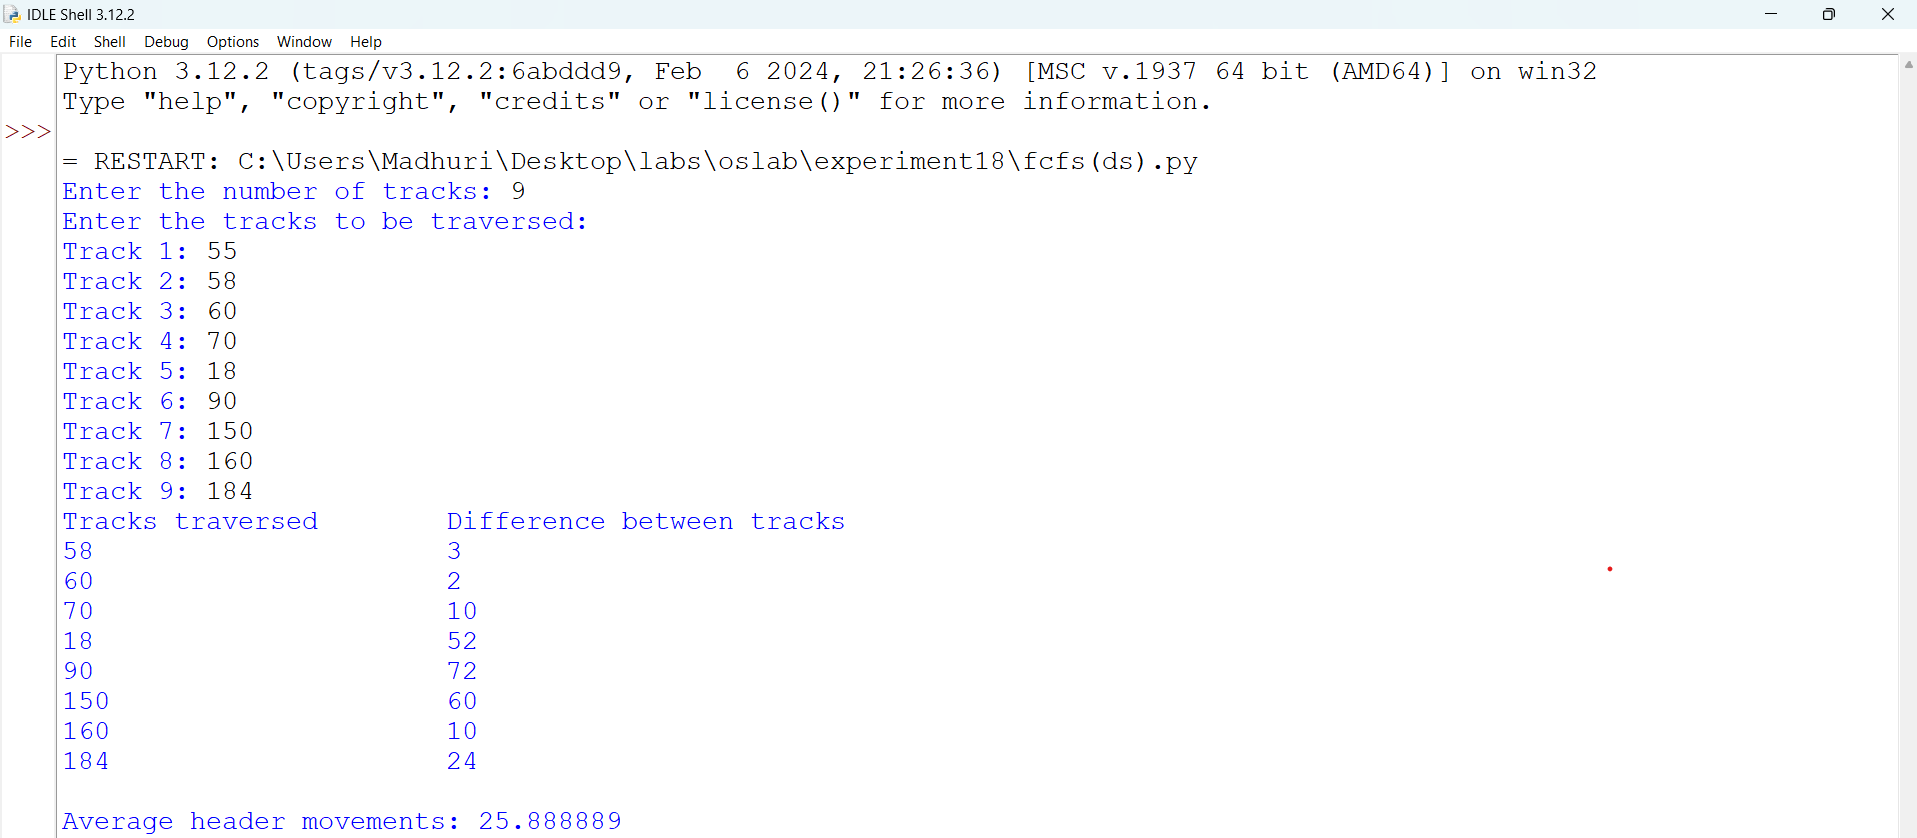 IDLE Shell 3.12.2
File Edit Shell Debug Options Window Help
Python 3.12.2 (tags/v3.12.2:6abddd9, Feb  6 2024, 21:26:36) [MSC v.1937 64 bit (AMD64)] on win32
Type "help", "copyright", "credits" or "license()" for more information.
>>>
= RESTART: C:\Users\Madhuri\Desktop\labs\oslab\experiment18\fcfs(ds).py
Enter the number of tracks: 9
Enter the tracks to be traversed:
Track 1: 55
Track 2: 58
Track 3: 60
Track 4: 70
Track 5: 18
Track 6: 90
Track 7: 150
Track 8: 160
Track 9: 184
Tracks traversed        Difference between tracks
58                      3
60                      2
70                      10
18                      52
90                      72
150                     60
160                     10
184                     24
Average header movements: 25.888889